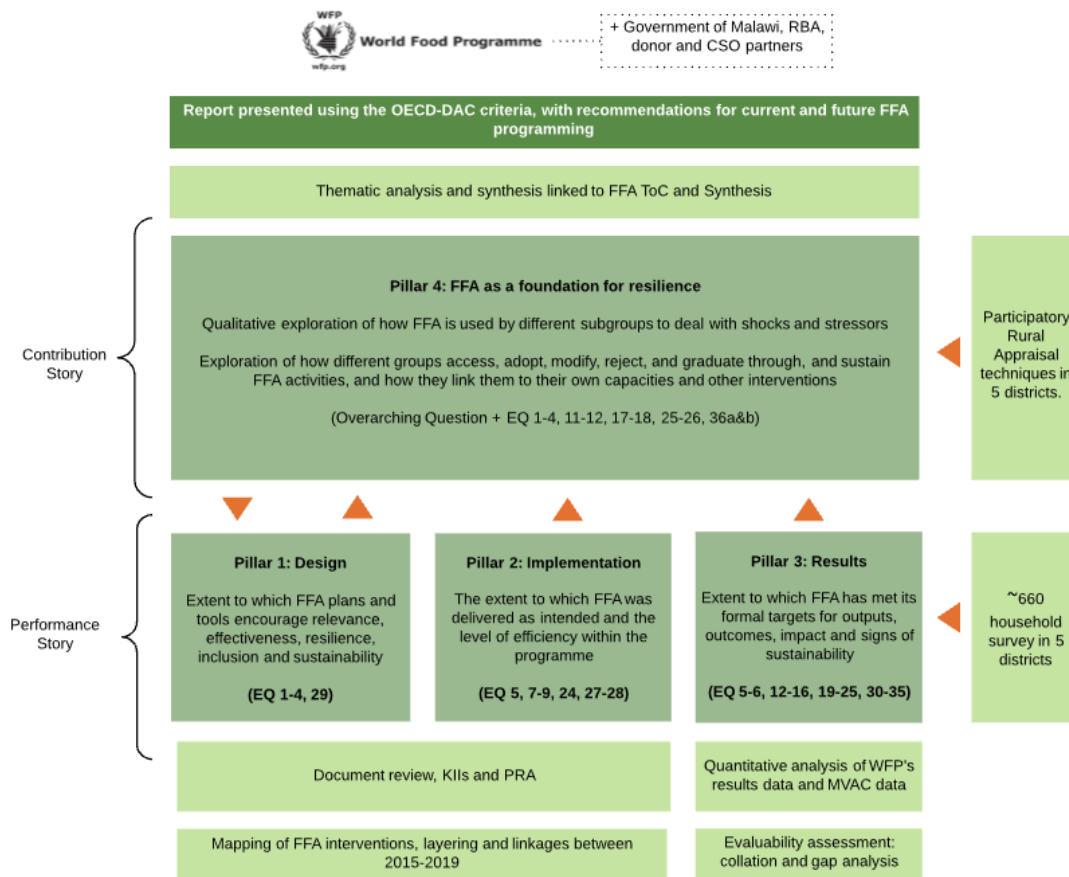 WFP
wfp.org
World Food Programme
+ Government of Malawi, RBA,
donor and CSO partners
Report presented using the OECD-DAC criteria, with recommendations for current and future FFA
programming
Thematic analysis and synthesis linked to FFA ToC and Synthesis
Contribution
Story
Pillar 4: FFA as a foundation for resilience
Qualitative exploration of how FFA is used by different subgroups to deal with shocks and stressors
Exploration of how different groups access, adopt, modify, reject, and graduate through, and sustain
FFA activities, and how they link them to their own capacities and other interventions
(Overarching Question + EQ 1-4, 11-12, 17-18, 25-26, 36a&b)
Participatory
Rural
Appraisal
techniques in
5 districts.
Performance
Story
Pillar 1: Design
Extent to which FFA plans and
tools encourage relevance,
effectiveness, resilience,
inclusion and sustainability
(EQ 1-4, 29)
Pillar 2: Implementation
The extent to which FFA was
delivered as intended and the
level of efficiency within the
programme
(EQ 5, 7-9, 24, 27-28)
Pillar 3: Results
Extent to which FFA has met its
formal targets for outputs,
outcomes, impact and signs of
sustainability
(EQ 5-6, 12-16, 19-25, 30-35)
~660
household
survey in 5
districts
Document review, KIIs and PRA
Quantitative analysis of WFP's
results data and MVAC data
Mapping of FFA interventions, layering and linkages between
2015-2019
Evaluability assessment:
collation and gap analysis